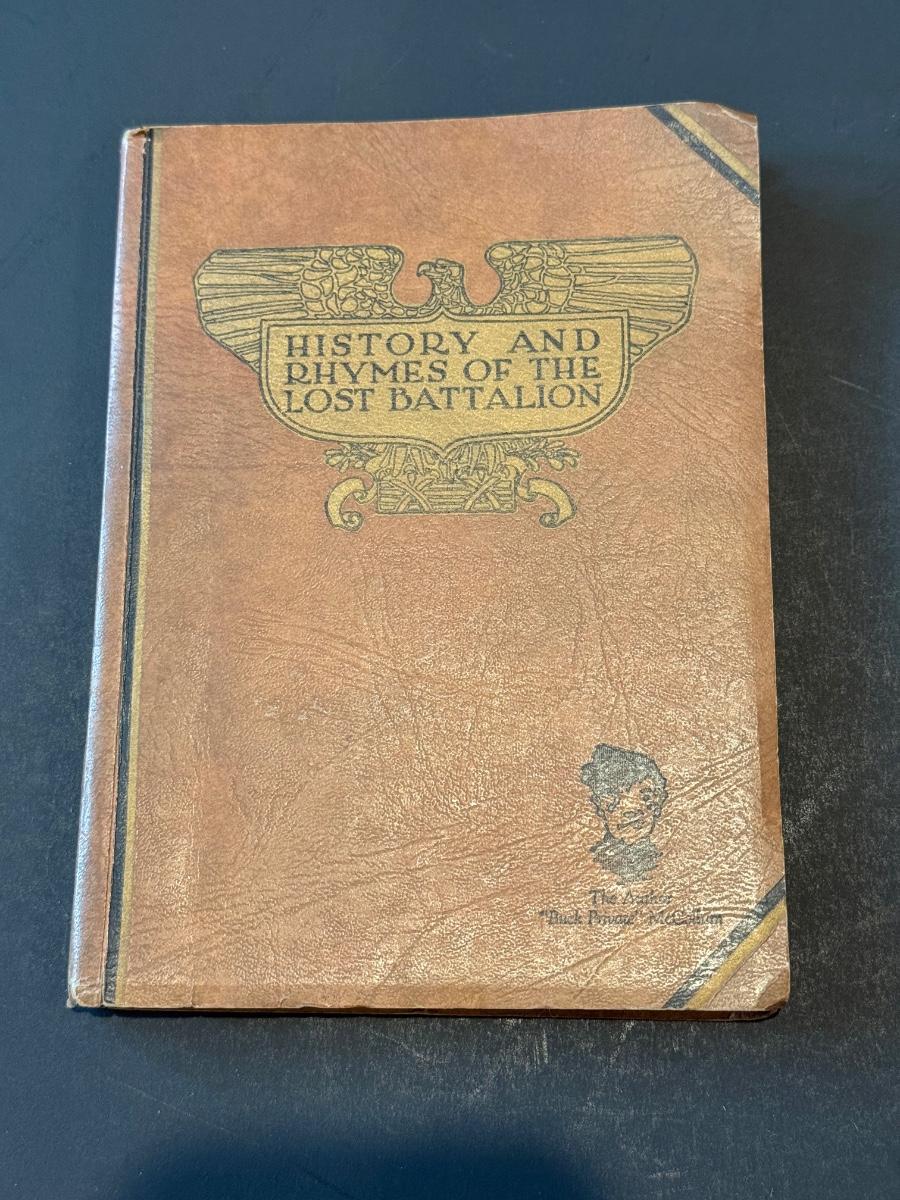 HISTORY AND
RHYMES OF THE
LOST BATTALION
The Author
"Buck Private" McCollum